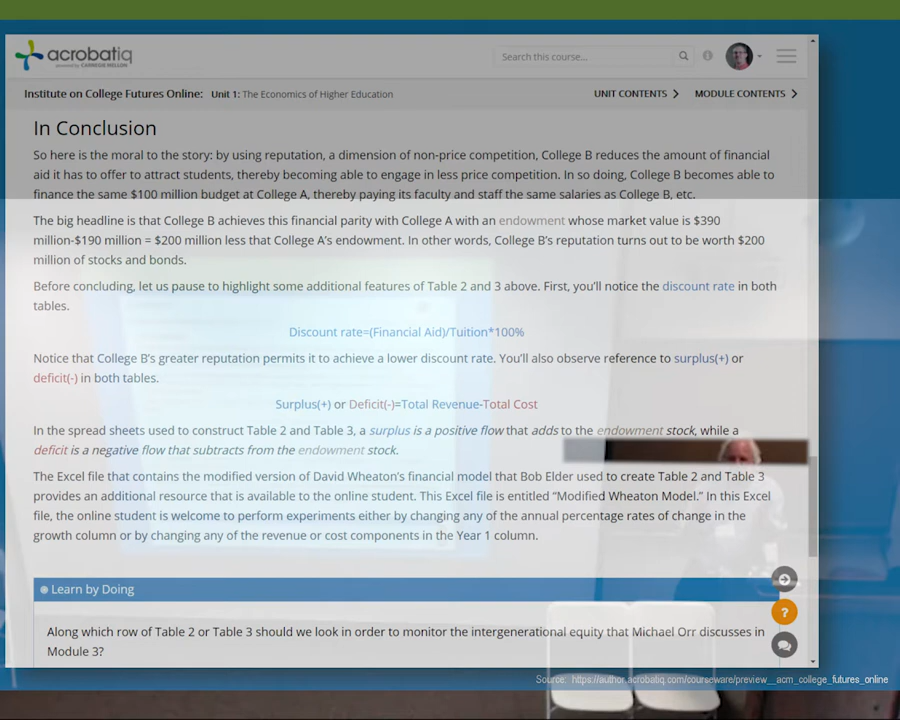 acrobatiq
powered by CARNEGIE MELLON
Search this course...
Institute on College Futures Online: Unit 1: The Economics of Higher Education
UNIT CONTENTS
MODULE CONTENTS
In Conclusion
So here is the moral to the story: by using reputation, a dimension of non-price competition, College B reduces the amount of financial
aid it has to offer to attract students, thereby becoming able to engage in less price competition. In so doing, College B becomes able to
finance the same $100 million budget at College A, thereby paying its faculty and staff the same salaries as College B, etc.
The big headline is that College B achieves this financial parity with College A with an endowment whose market value is $390
million-$190 million = $200 million less that College A's endowment. In other words, College B's reputation turns out to be worth $200
million of stocks and bonds.
Before concluding, let us pause to highlight some additional features of Table 2 and 3 above. First, you'll notice the discount rate in both
tables.
Discount rate=(Financial Aid)/Tuition*100%
Notice that College B's greater reputation permits it to achieve a lower discount rate. You'll also observe reference to surplus(+) or
deficit(-) in both tables.
Surplus(+) or Deficit(-)=Total Revenue-Total Cost
In the spread sheets used to construct Table 2 and Table 3, a surplus is a positive flow that adds to the endowment stock, while a
deficit is a negative flow that subtracts from the endowment stock.
The Excel file that contains the modified version of David Wheaton's financial model that Bob Elder used to create Table 2 and Table 3
provides an additional resource that is available to the online student. This Excel file is entitled “Modified Wheaton Model.” In this Excel
file, the online student is welcome to perform experiments either by changing any of the annual percentage rates of change in the
growth column or by changing any of the revenue or cost components in the Year 1 column.
Learn by Doing
?
Along which row of Table 2 or Table 3 should we look in order to monitor the intergenerational equity that Michael Orr discusses in
Module 3?
Source: https://author.acrobatiq.com/courseware/preview__acm_college_futures_online